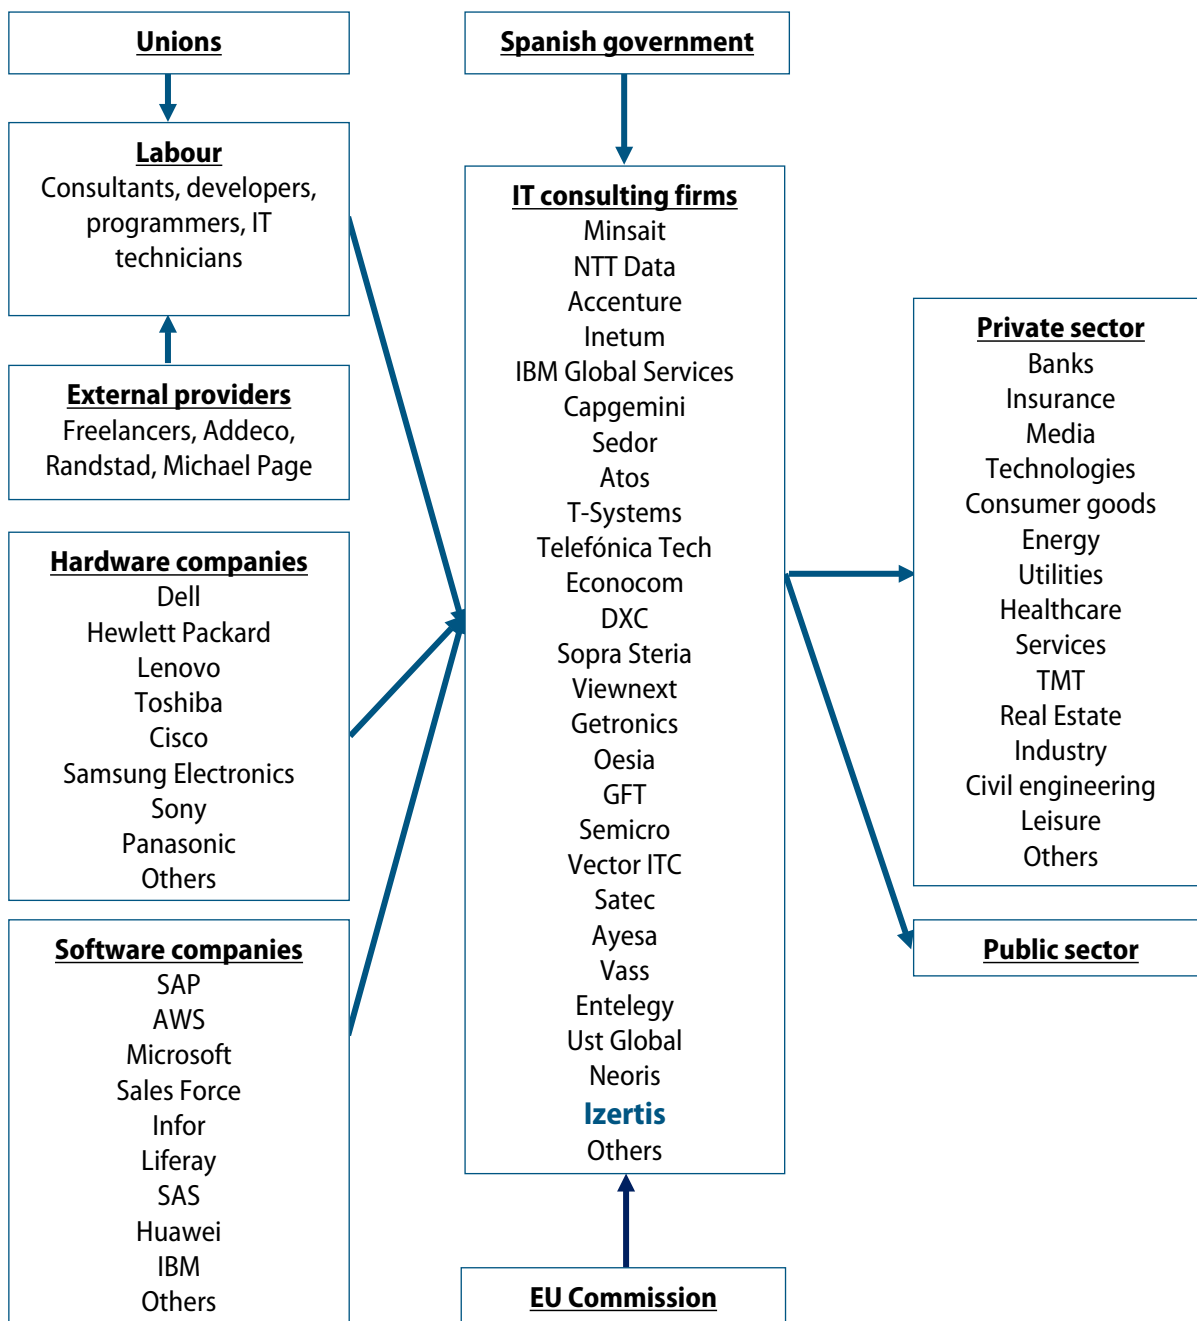 Unions
Labour
Consultants, developers,
programmers, IT
technicians
External providers
Freelancers, Addeco,
Randstad, Michael Page
Hardware companies
Dell
Hewlett Packard
Lenovo
Toshiba
Cisco
Samsung Electronics
Sony
Panasonic
Others
Software companies
SAP
AWS
Microsoft
Sales Force
Infor
Liferay
SAS
Huawei
IBM
Others
Spanish government
IT consulting firms
Minsait
NTT Data
Accenture
Inetum
IBM Global Services
Capgemini
Sedor
Atos
T-Systems
Telefónica Tech
Econocom
DXC
Sopra Steria
Viewnext
Getronics
Oesia
GFT
Semicro
Vector ITC
Satec
Ayesa
Vass
Entelegy
Ust Global
Neoris
Izertis
Others
EU Commission
Private sector
Banks
Insurance
Media
Technologies
Consumer goods
Energy
Utilities
Healthcare
Services
TMT
Real Estate
Industry
Civil engineering
Leisure
Others
Public sector